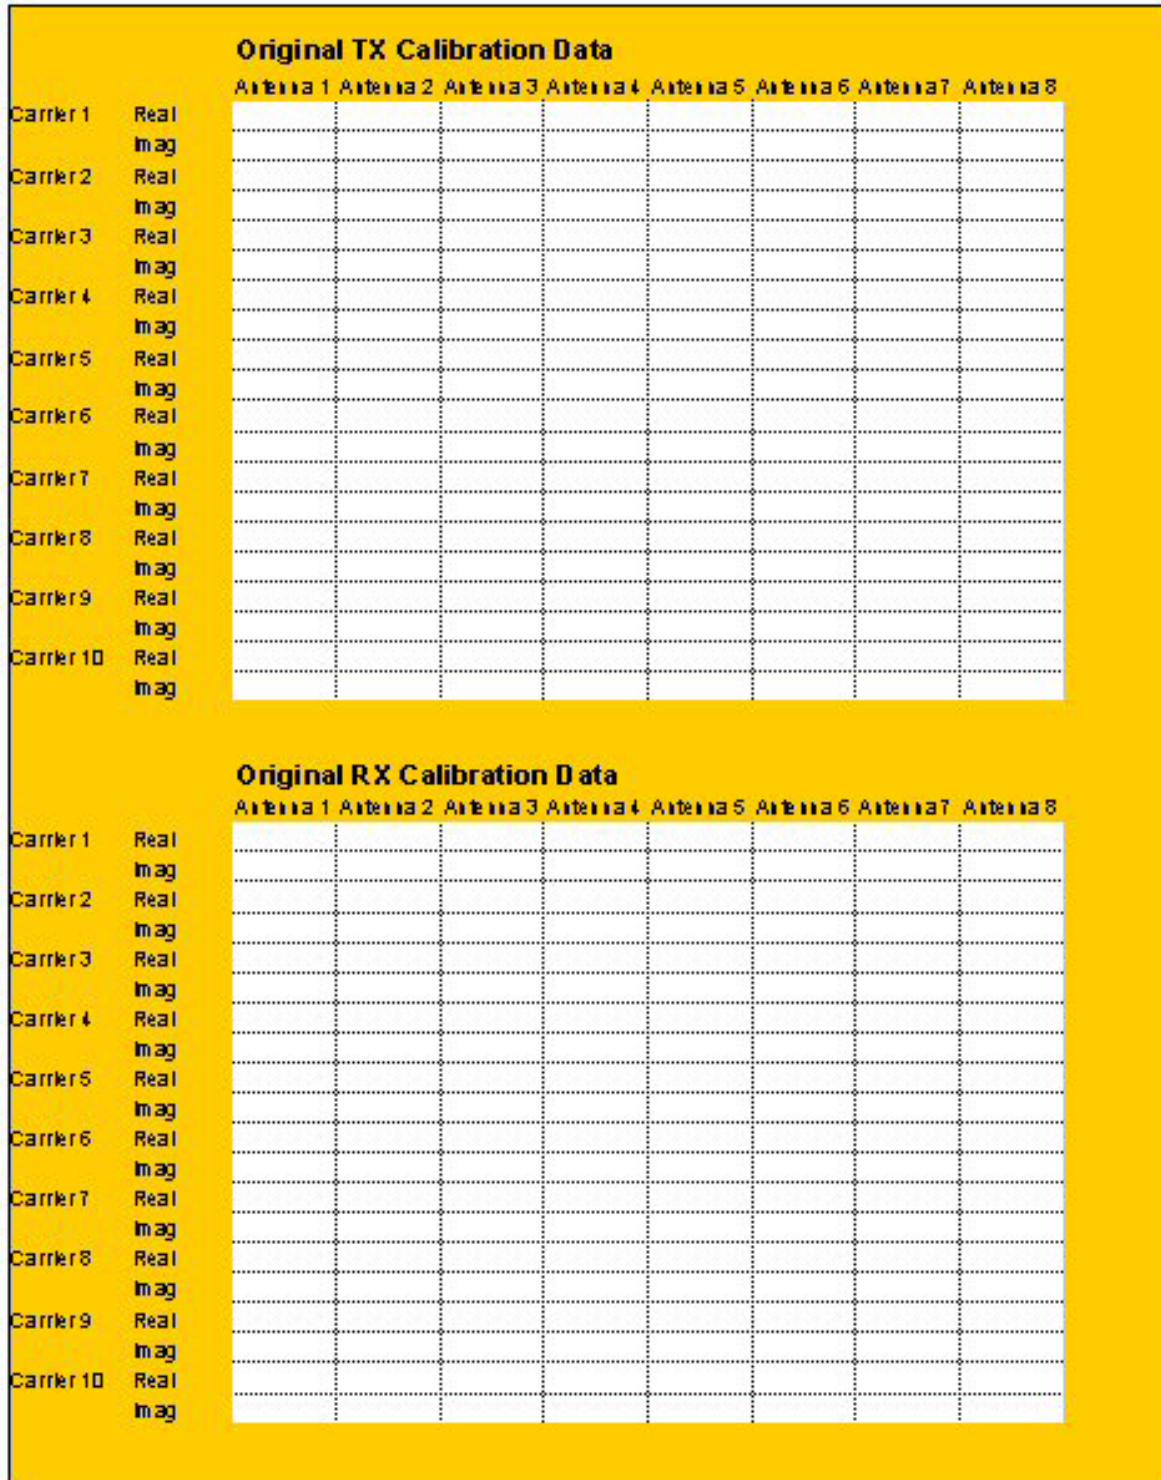 Original TX Calibration Data
Antenna 1 Antenna 2 Antenna 3 Antenna 4 Antenna 5 Antenna 6 Antenna 7 Antenna 8
Carrier 1 Real
Imag
Carrier 2 Real
Imag
Carrier 3 Real
Imag
Carrier 4 Real
Imag
Carrier 5 Real
Imag
Carrier 6 Real
Imag
Carrier 7 Real
Imag
Carrier 8 Real
Imag
Carrier 9 Real
Imag
Carrier 10 Real
Imag
Original RX Calibration Data
Antenna 1 Antenna 2 Antenna 3 Antenna 4 Antenna 5 Antenna 6 Antenna 7 Antenna 8
Carrier 1 Real
Imag
Carrier 2 Real
Imag
Carrier 3 Real
Imag
Carrier 4 Real
Imag
Carrier 5 Real
Imag
Carrier 6 Real
Imag
Carrier 7 Real
Imag
Carrier 8 Real
Imag
Carrier 9 Real
Imag
Carrier 10 Real
Imag